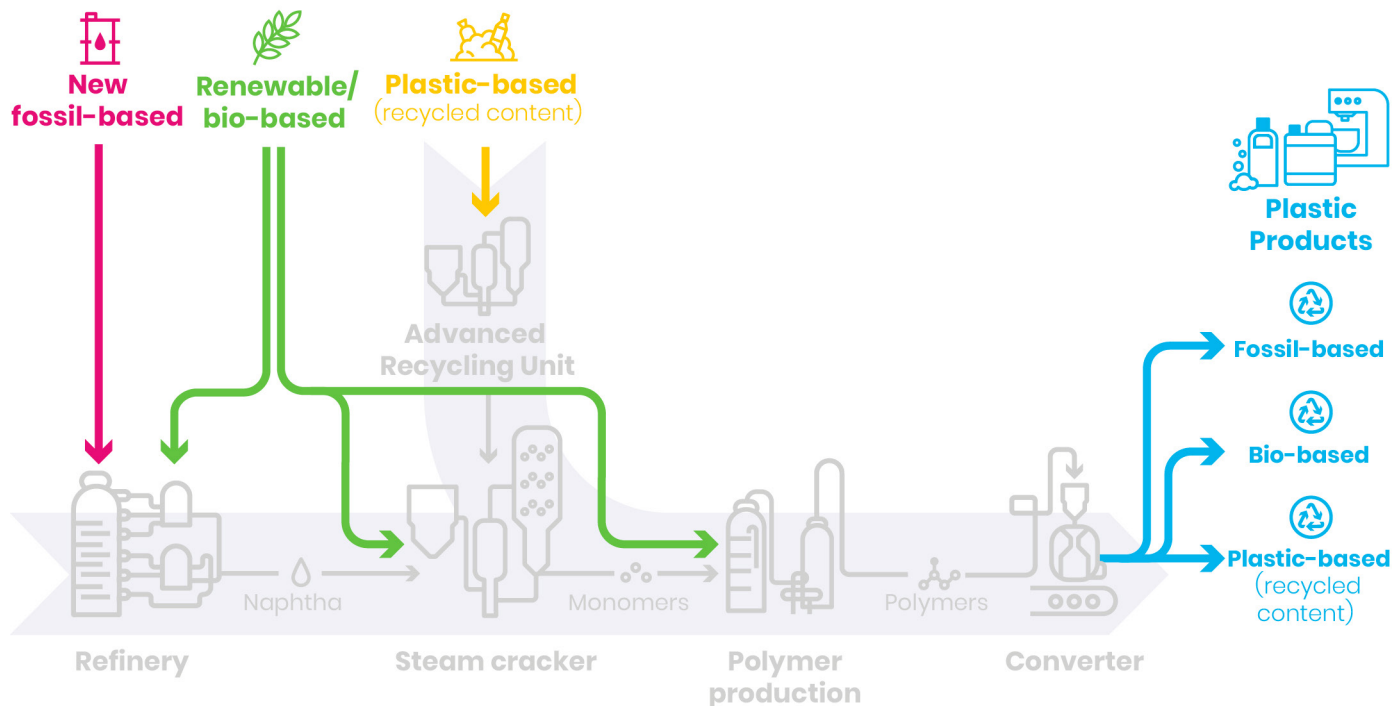 New
fossil-based
Renewable/
bio-based
Plastic-based
(recycled content)
Plastic
Products
Advanced
Recycling Unit
Fossil-based
Bio-based
Plastic-based
(recycled
content)
Naphtha
Monomers
Polymers
Refinery
Steam cracker
Polymer
production
Converter